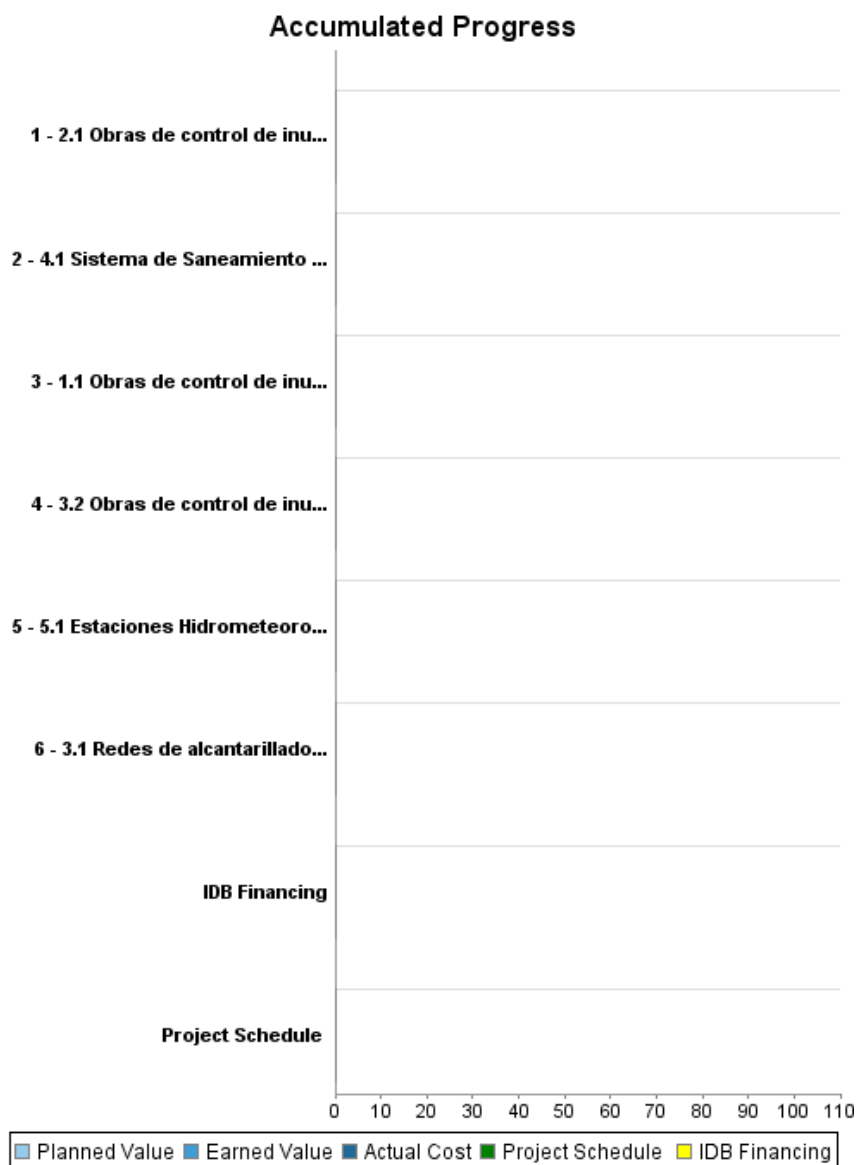 Accumulated Progress
1 - 2.1 Obras de control de inu...
2 - 4.1 Sistema de Saneamiento ...
3 - 1.1 Obras de control de inu...
4 - 3.2 Obras de control de inu...
5 - 5.1 Estaciones Hidrometeoro...
6 - 3.1 Redes de alcantarillado...
IDB Financing
Project Schedule
0 10 20 30 40 50 60 70 80 90 100 110
Planned Value Earned Value Actual Cost Project Schedule IDB Financing